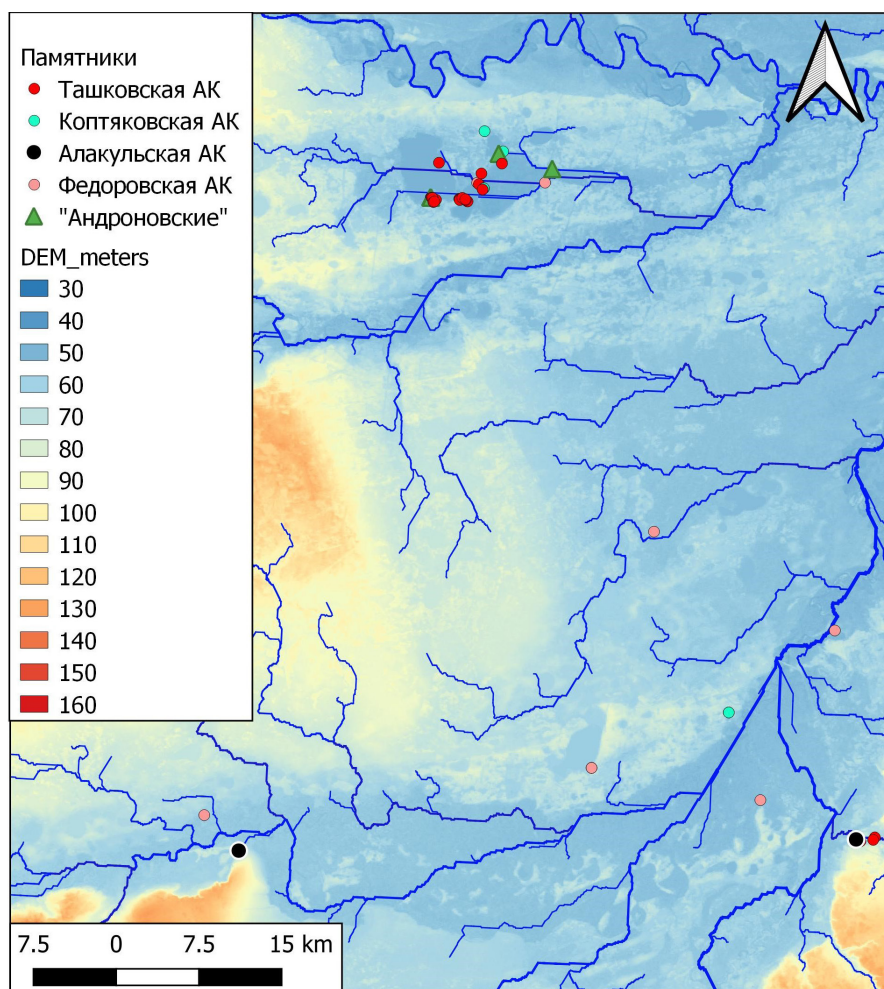 Памятники
Ташковская АК
Коптяковская АК
Алакульская АК
Федоровская АК
"Андроновские"
DEM_meters
30
40
50
60
70
80
90
100
110
120
130
140
150
160
7.5 0 7.5 15 km